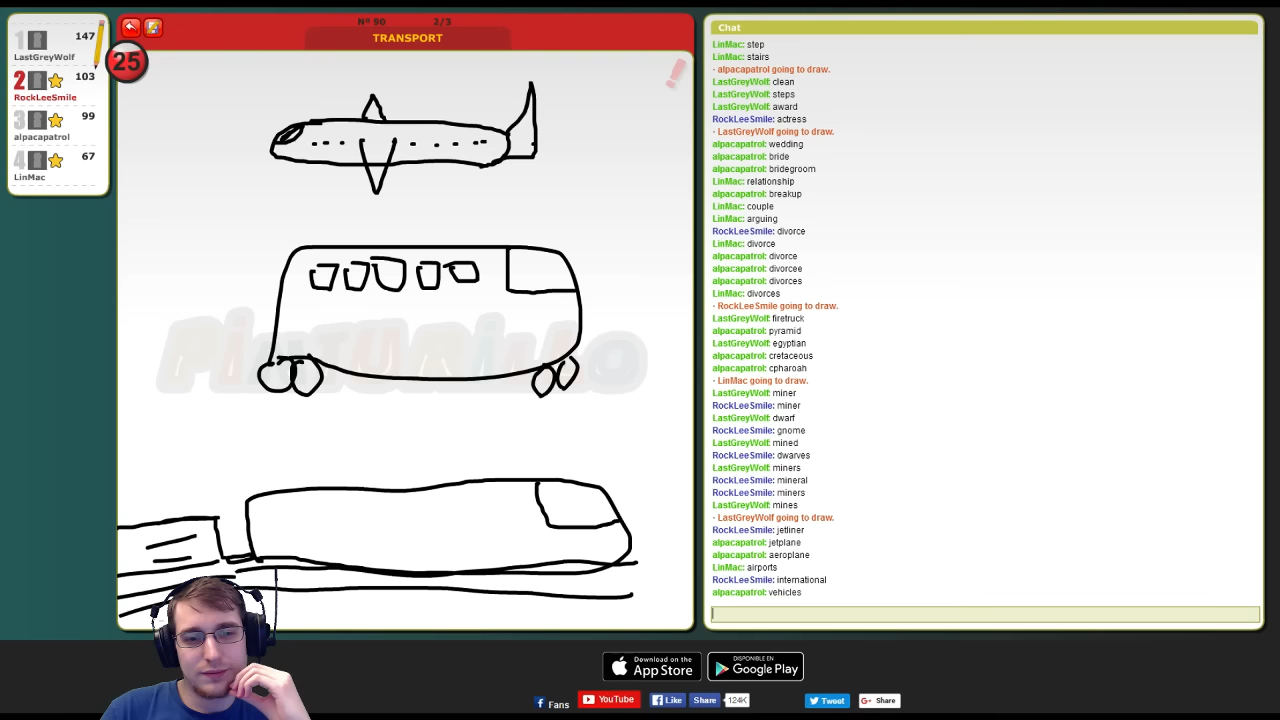 1 147
LastGreyWolf
2 103
RockLeeSmile
3 99
alpacapatrol
4 67
LinMac
25
Nº 90 2/3
TRANSPORT
Chat
LinMac: step
LinMac: stairs
- alpacapatrol going to draw.
LastGreyWolf: clean
LastGreyWolf: steps
LastGreyWolf: award
RockLeeSmile: actress
- LastGreyWolf going to draw.
alpacapatrol: wedding
alpacapatrol: bride
alpacapatrol: bridegroom
LinMac: relationship
alpacapatrol: breakup
LinMac: couple
LinMac: arguing
RockLeeSmile: divorce
LinMac: divorce
alpacapatrol: divorce
alpacapatrol: divorcee
alpacapatrol: divorces
LinMac: divorces
- RockLeeSmile going to draw.
LastGreyWolf: firetruck
alpacapatrol: pyramid
LastGreyWolf: egyptian
alpacapatrol: cretaceous
alpacapatrol: cpharoah
- LinMac going to draw.
LastGreyWolf: miner
RockLeeSmile: miner
LastGreyWolf: dwarf
RockLeeSmile: gnome
LastGreyWolf: mined
RockLeeSmile: dwarves
LastGreyWolf: miners
RockLeeSmile: mineral
RockLeeSmile: miners
LastGreyWolf: mines
- LastGreyWolf going to draw.
RockLeeSmile: jetliner
alpacapatrol: jetplane
alpacapatrol: aeroplane
LinMac: airports
RockLeeSmile: international
alpacapatrol: vehicles
Download on the
App Store
DISPONIBLE EN
Google Play
Fans YouTube Like Share 124K Tweet G+ Share